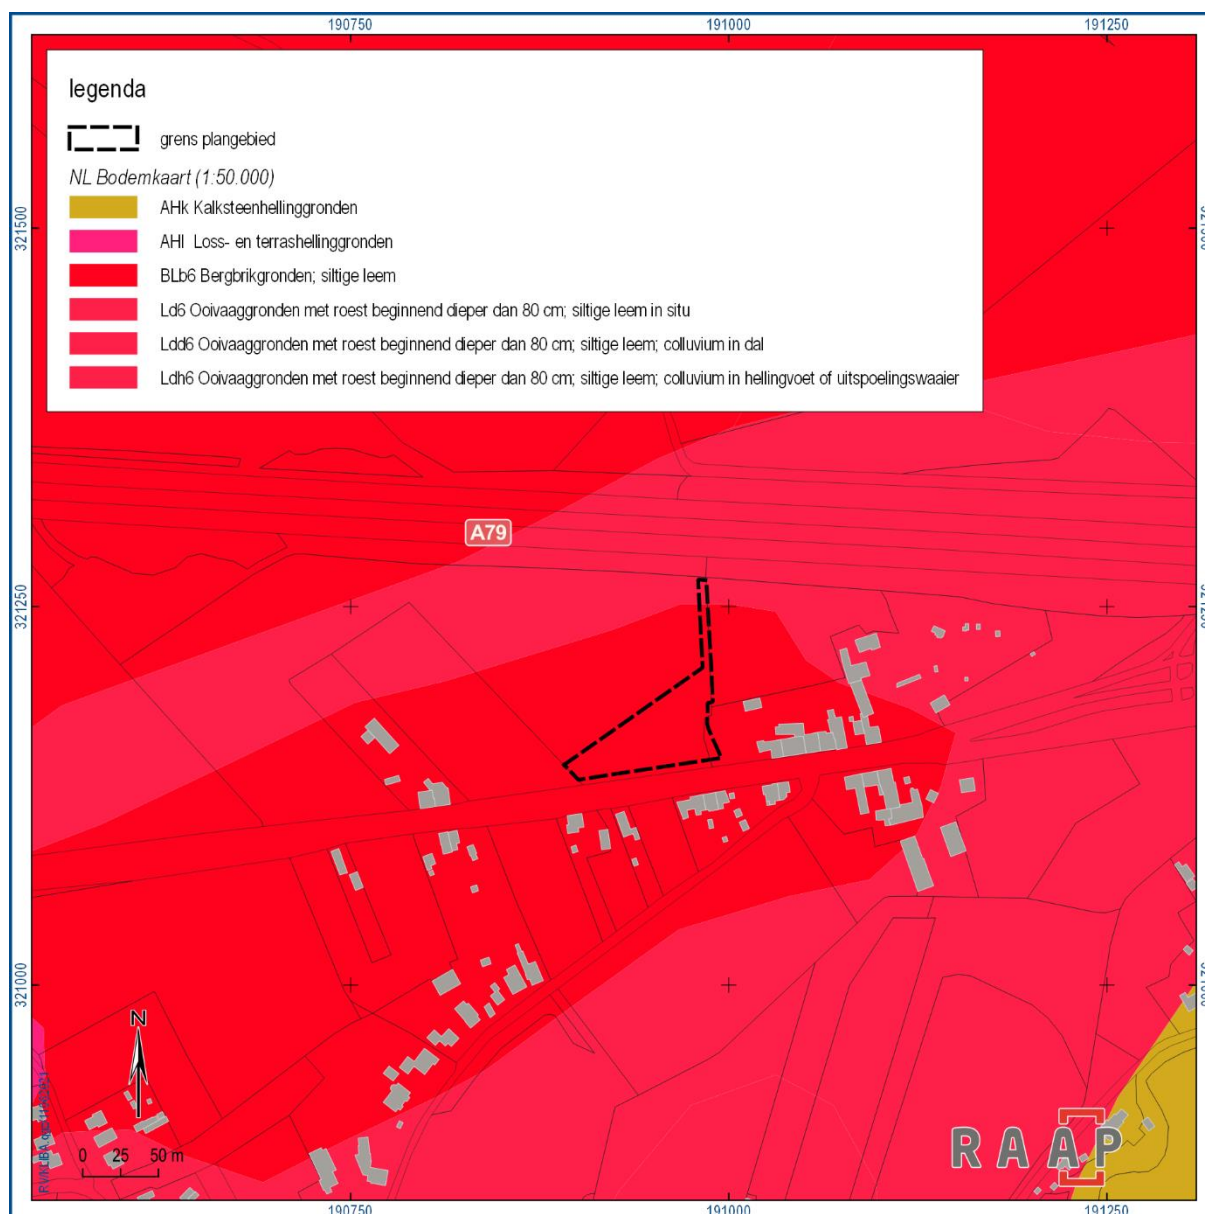 190750 191000 191250
legenda
grens plangebied
NL Bodemkaart (1:50.000)
AHk Kalksteenhellinggronden
AHl Loss- en terrashellinggronden
BLb6 Bergbrikgronden; siltige leem
Ld6 Ooivaaggronden met roest beginnend dieper dan 80 cm; siltige leem in situ
Ldd6 Ooivaaggronden met roest beginnend dieper dan 80 cm; siltige leem; colluvium in dal
Ldh6 Ooivaaggronden met roest beginnend dieper dan 80 cm; siltige leem; colluvium in hellingvoet of uitspoelingswaaier
321500
A79
321250
321000
N
0 25 50 m
RAAP
190750 191000 191250